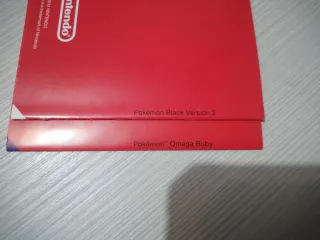 Nintendo
Pokémon Black Version 2
Pokémon™ Omega Ruby